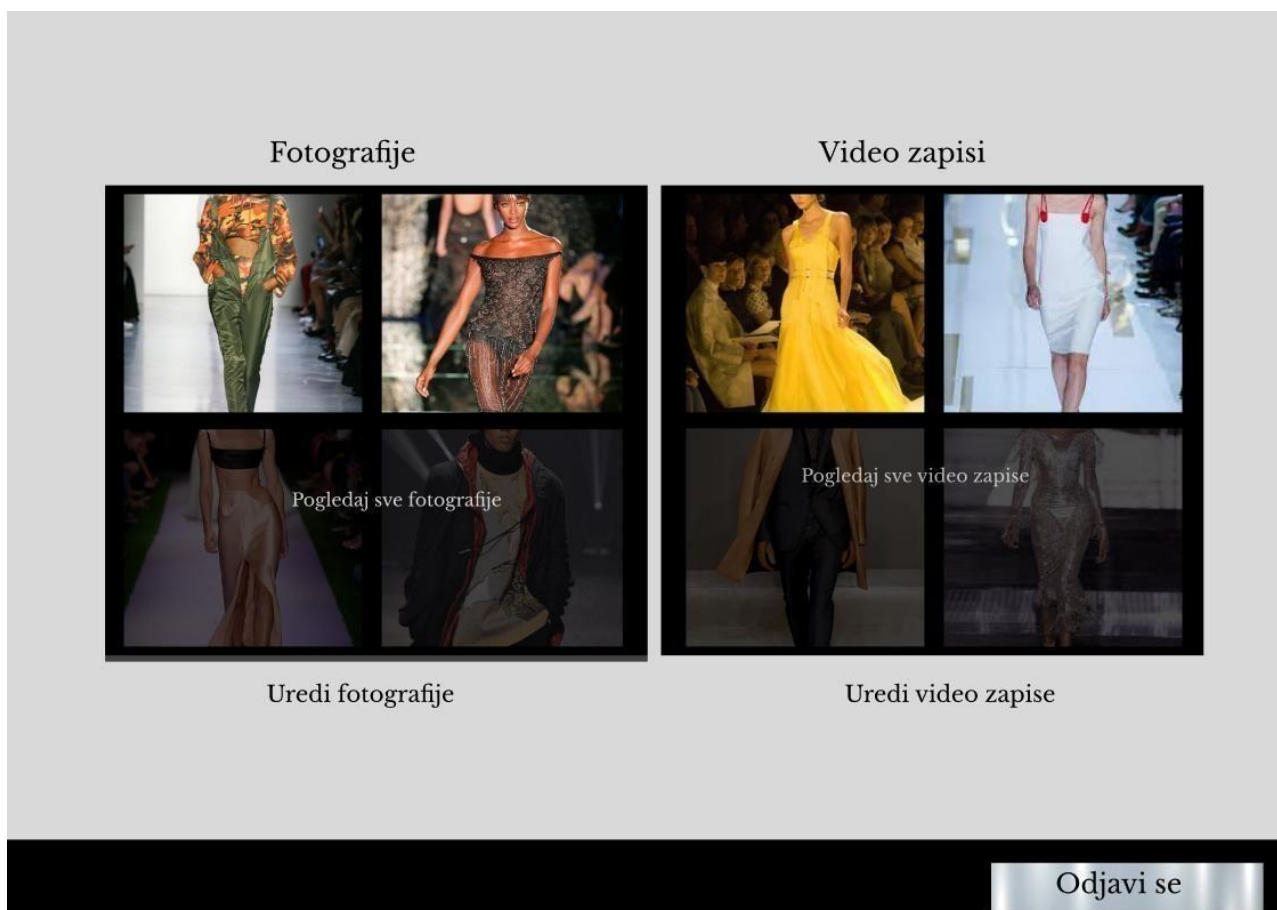 Fotografije
Video zapisi
Pogledaj sve fotografije
Pogledaj sve video zapise
Uredi fotografije
Uredi video zapise
Odjavi se